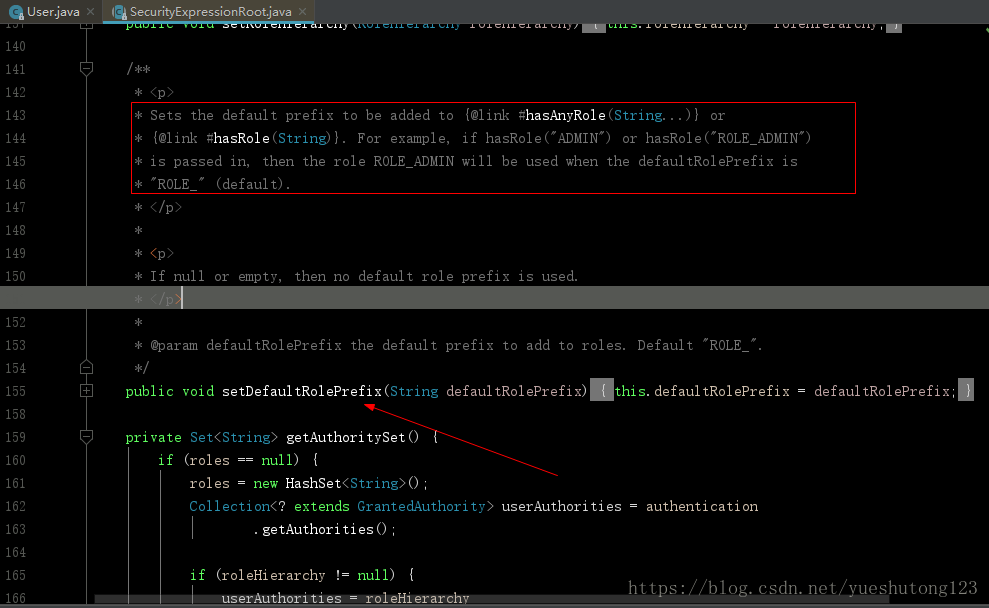 User.java SecurityExpressionRoot.java
157 public void setRoleHierarchy(RoleHierarchy roleHierarchy) { this.roleHierarchy = roleHierarchy; }
140
141 /**
142 * <p>
143 * Sets the default prefix to be added to {@link #hasAnyRole(String...)} or
144 * {@link #hasRole(String)}. For example, if hasRole("ADMIN") or hasRole("ROLE_ADMIN")
145 * is passed in, then the role ROLE_ADMIN will be used when the defaultRolePrefix is
146 * "ROLE_" (default).
147 * </p>
148 *
149 * <p>
150 * If null or empty, then no default role prefix is used.
* </p>
152 *
153 * @param defaultRolePrefix the default prefix to add to roles. Default "ROLE_".
154 */
155 public void setDefaultRolePrefix(String defaultRolePrefix) { this.defaultRolePrefix = defaultRolePrefix; }
158
159 private Set<String> getAuthoritySet() {
160 if (roles == null) {
161 roles = new HashSet<String>();
162 Collection<? extends GrantedAuthority> userAuthorities = authentication
163 .getAuthorities();
164
165 if (roleHierarchy != null) {
166 userAuthorities = roleHierarchy
https://blog.csdn.net/yueshutong123